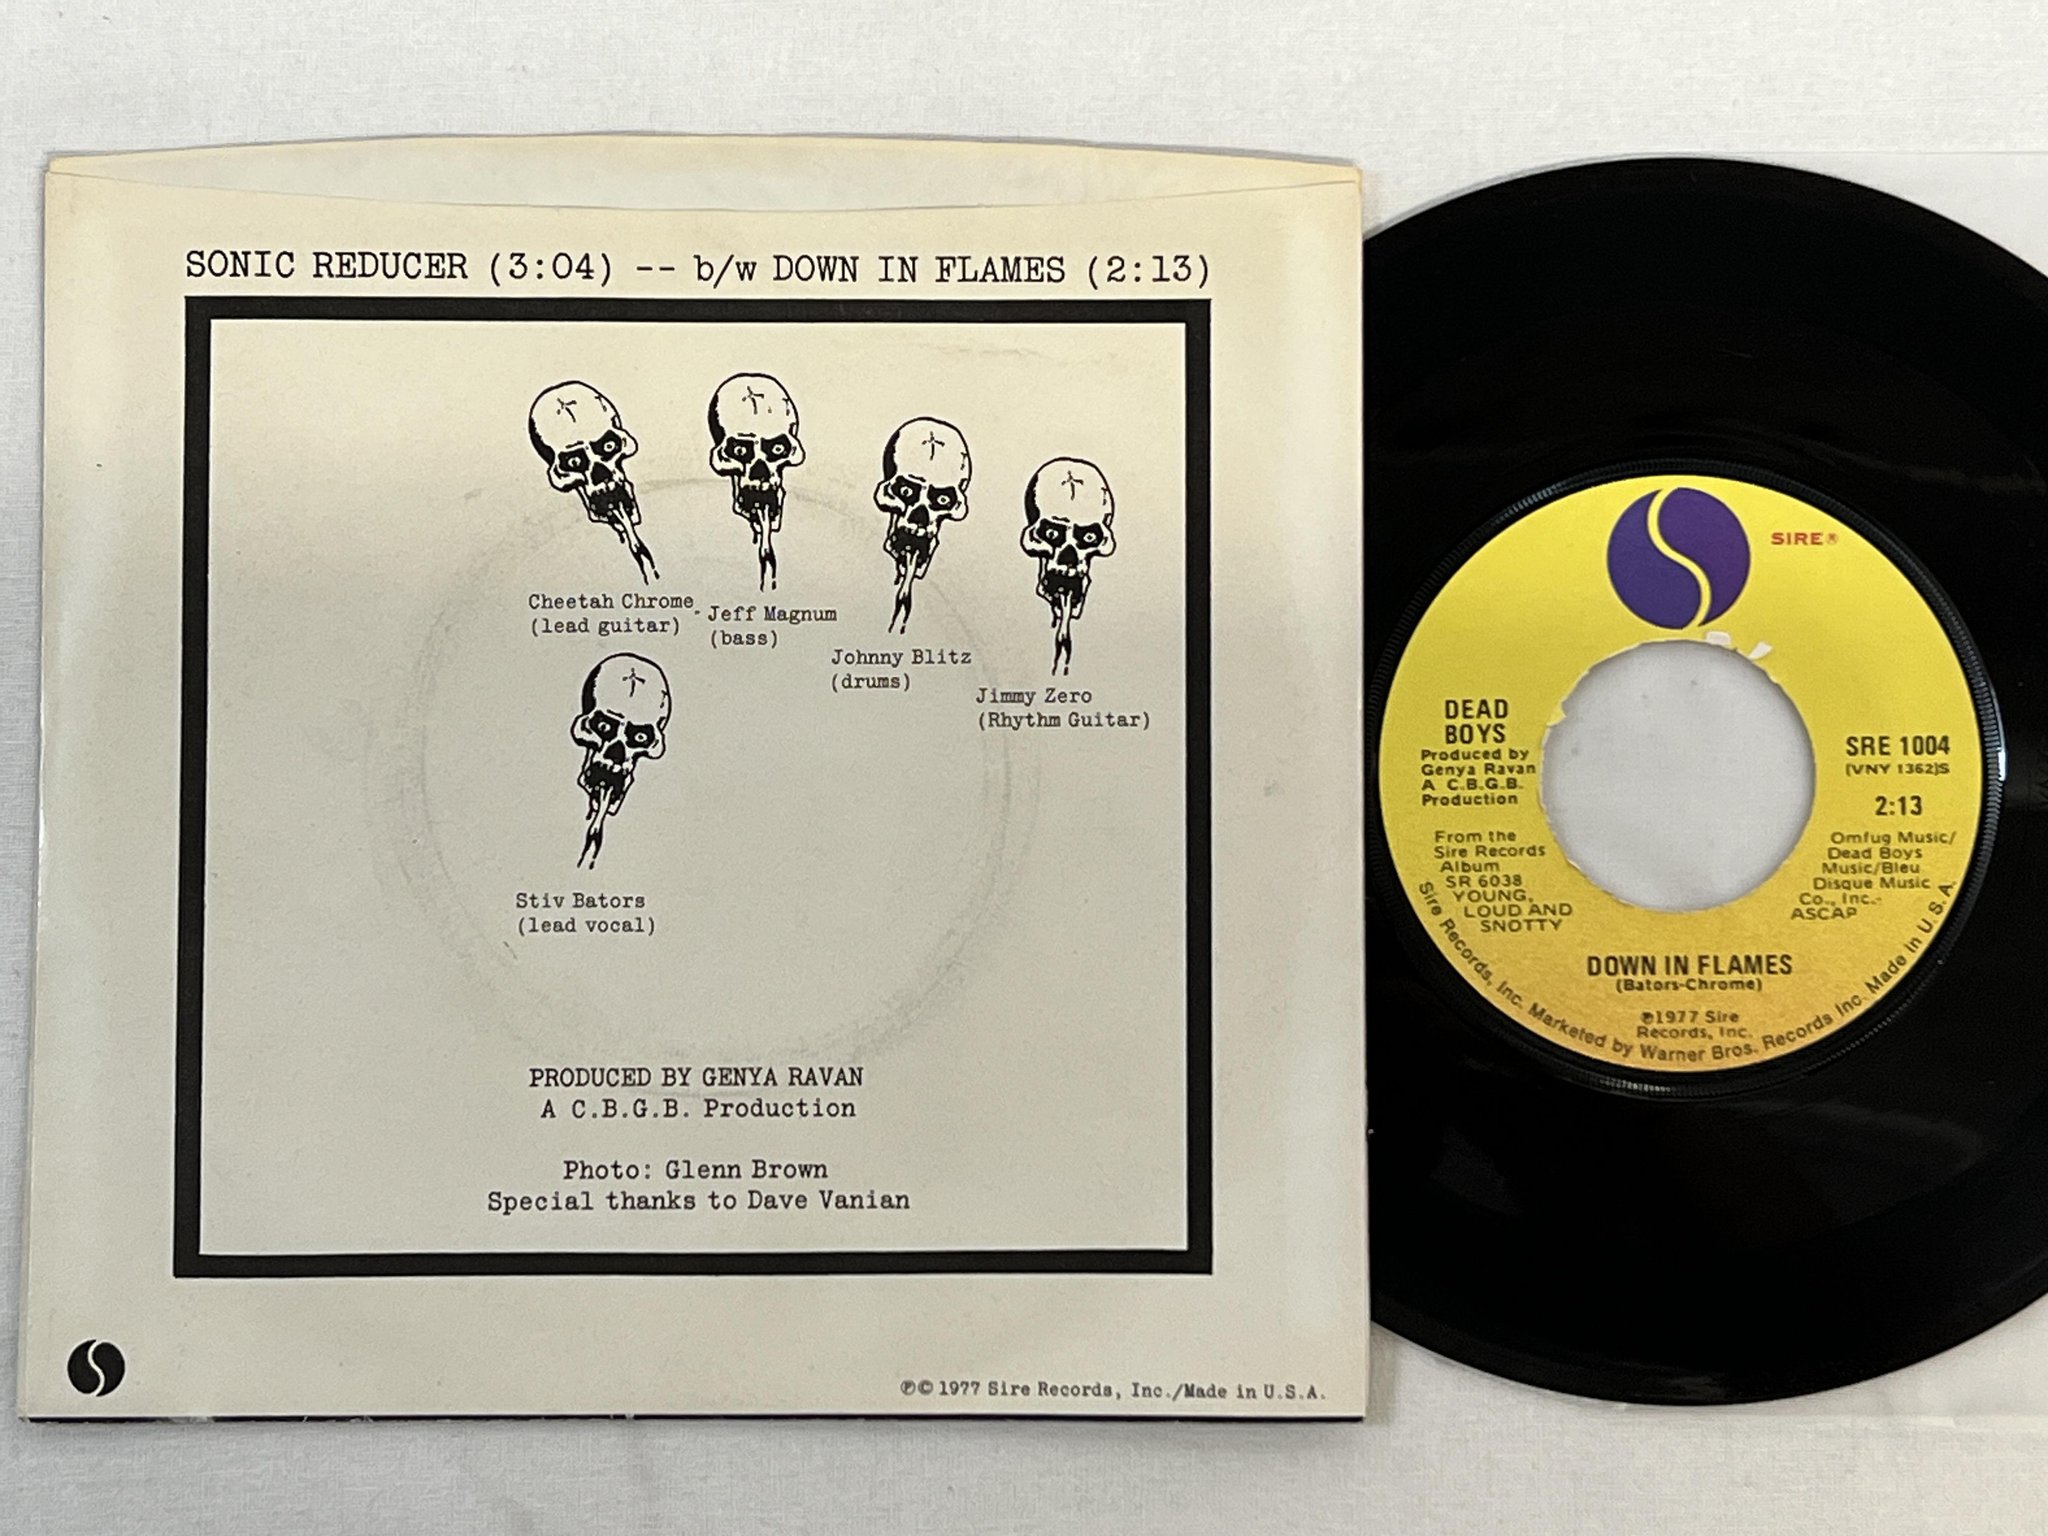 SONIC REDUCER (3:04) -- b/w DOWN IN FLAMES (2:13)
Cheetah Chrome
(lead guitar)
Jeff Magnum
(bass)
Johnny Blitz
(drums)
Jimmy Zero
(Rhythm Guitar)
Stiv Bators
(lead vocal)
PRODUCED BY GENYA RAVAN
A C.B.G.B. Production
Photo: Glenn Brown
Special thanks to Dave Vanian
℗© 1977 Sire Records, Inc./Made in U.S.A.
SIRE®
DEAD
BOYS
Produced by
Genya Ravan
A C.B.G.B.
Production
From the
Sire Records
Album
SR 6038
YOUNG,
LOUD AND
SNOTTY
SRE 1004
(VNY 1362)S
2:13
Omfug Music/
Dead Boys
Music/Bleu
Disque Music
Co., Inc.-
ASCAP
DOWN IN FLAMES
(Bators-Chrome)
℗1977 Sire
Records, Inc.
Sire Records, Inc. Marketed by Warner Bros. Records Inc. Made in U.S.A.